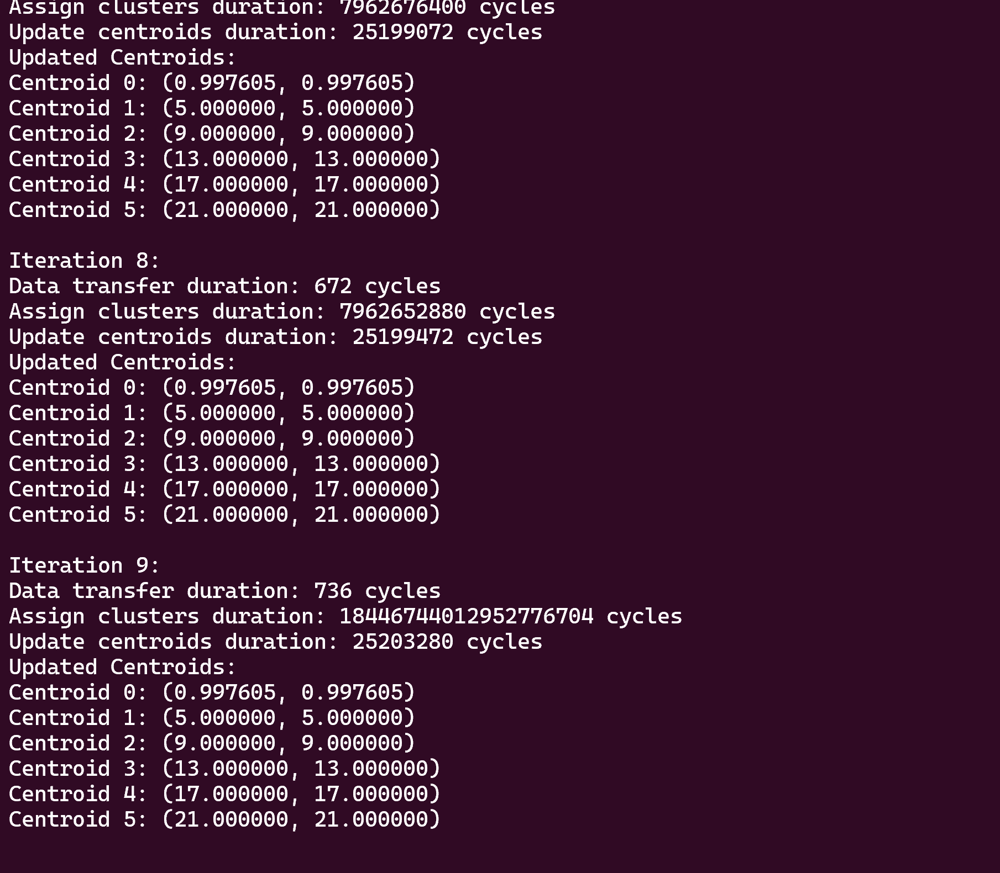 Assign clusters duration: 7962676400 cycles
Update centroids duration: 25199072 cycles
Updated Centroids:
Centroid 0: (0.997605, 0.997605)
Centroid 1: (5.000000, 5.000000)
Centroid 2: (9.000000, 9.000000)
Centroid 3: (13.000000, 13.000000)
Centroid 4: (17.000000, 17.000000)
Centroid 5: (21.000000, 21.000000)
Iteration 8:
Data transfer duration: 672 cycles
Assign clusters duration: 7962652880 cycles
Update centroids duration: 25199472 cycles
Updated Centroids:
Centroid 0: (0.997605, 0.997605)
Centroid 1: (5.000000, 5.000000)
Centroid 2: (9.000000, 9.000000)
Centroid 3: (13.000000, 13.000000)
Centroid 4: (17.000000, 17.000000)
Centroid 5: (21.000000, 21.000000)
Iteration 9:
Data transfer duration: 736 cycles
Assign clusters duration: 18446744012952776704 cycles
Update centroids duration: 25203280 cycles
Updated Centroids:
Centroid 0: (0.997605, 0.997605)
Centroid 1: (5.000000, 5.000000)
Centroid 2: (9.000000, 9.000000)
Centroid 3: (13.000000, 13.000000)
Centroid 4: (17.000000, 17.000000)
Centroid 5: (21.000000, 21.000000)